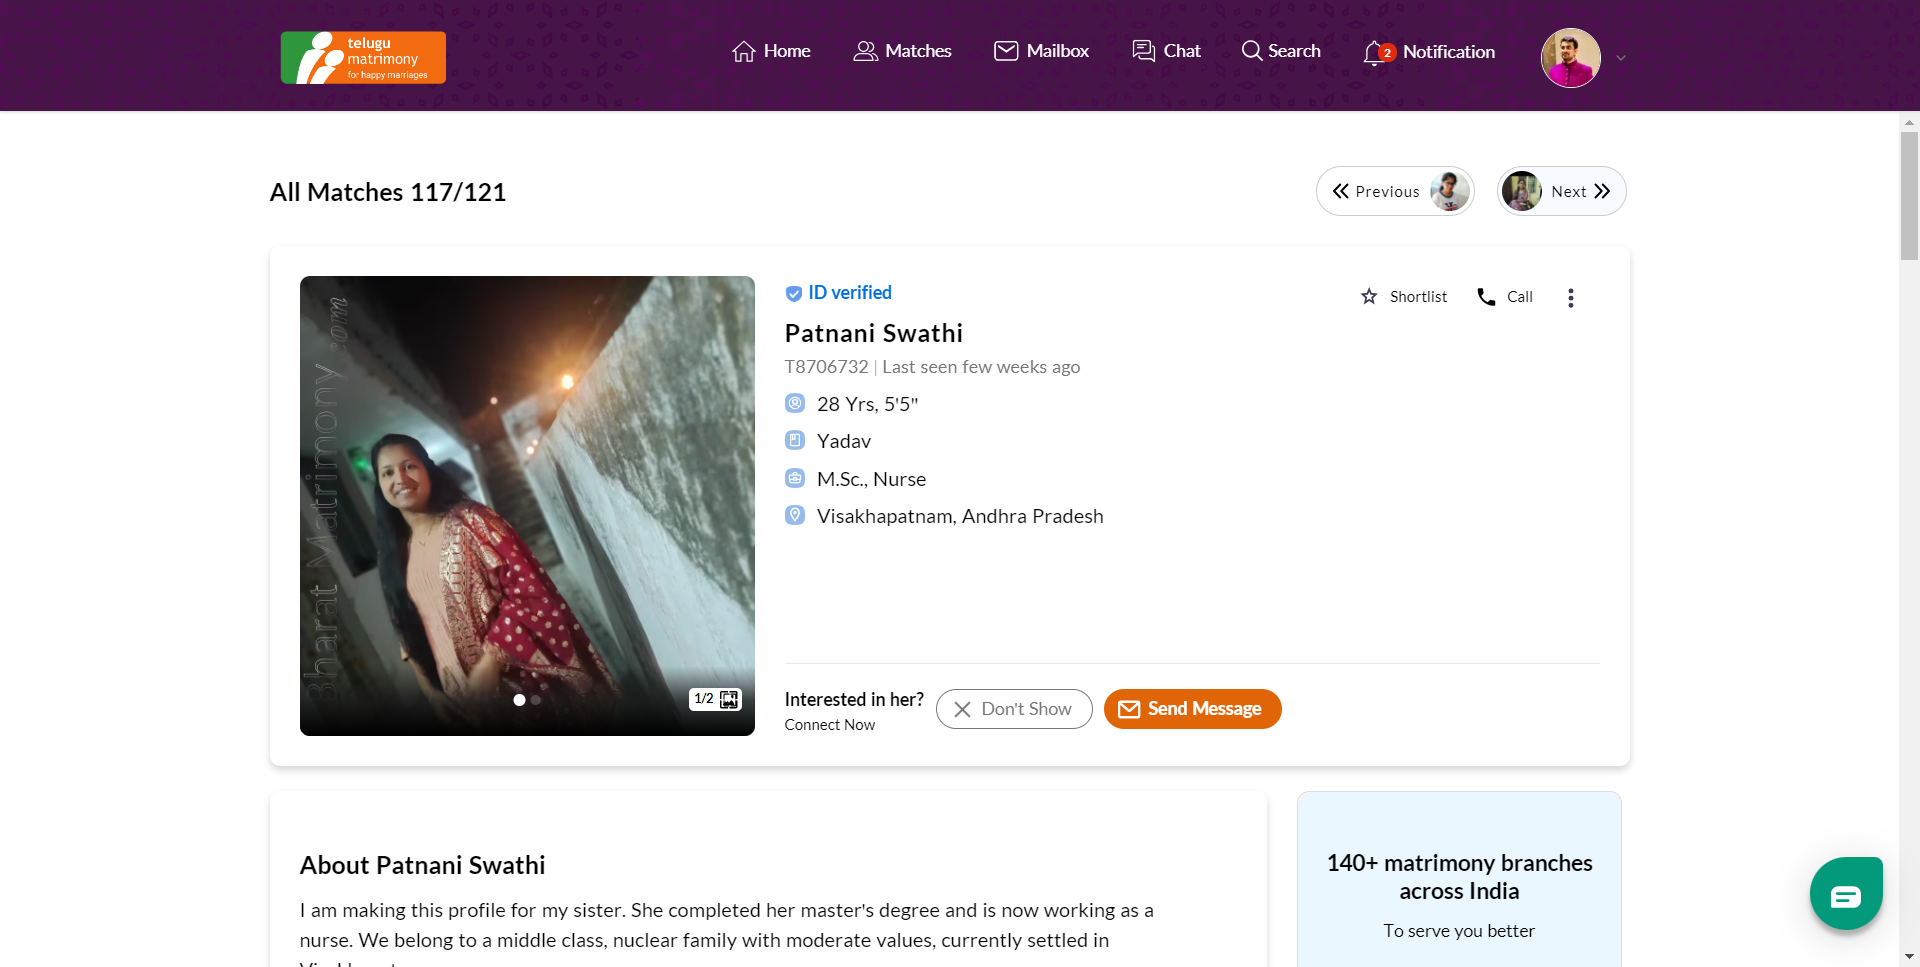 telugu
matrimony
for happy marriages
Home
Matches
Mailbox
Chat
Search
2
Notification
All Matches 117/121
Previous
Next
Bharat Matrimony.com
ID verified
Shortlist
Call
Patnani Swathi
T8706732 | Last seen few weeks ago
28 Yrs, 5'5"
Yadav
M.Sc., Nurse
Visakhapatnam, Andhra Pradesh
1/2
Interested in her?
Connect Now
Don't Show
Send Message
About Patnani Swathi
I am making this profile for my sister. She completed her master's degree and is now working as a
nurse. We belong to a middle class, nuclear family with moderate values, currently settled in
140+ matrimony branches
across India
To serve you better